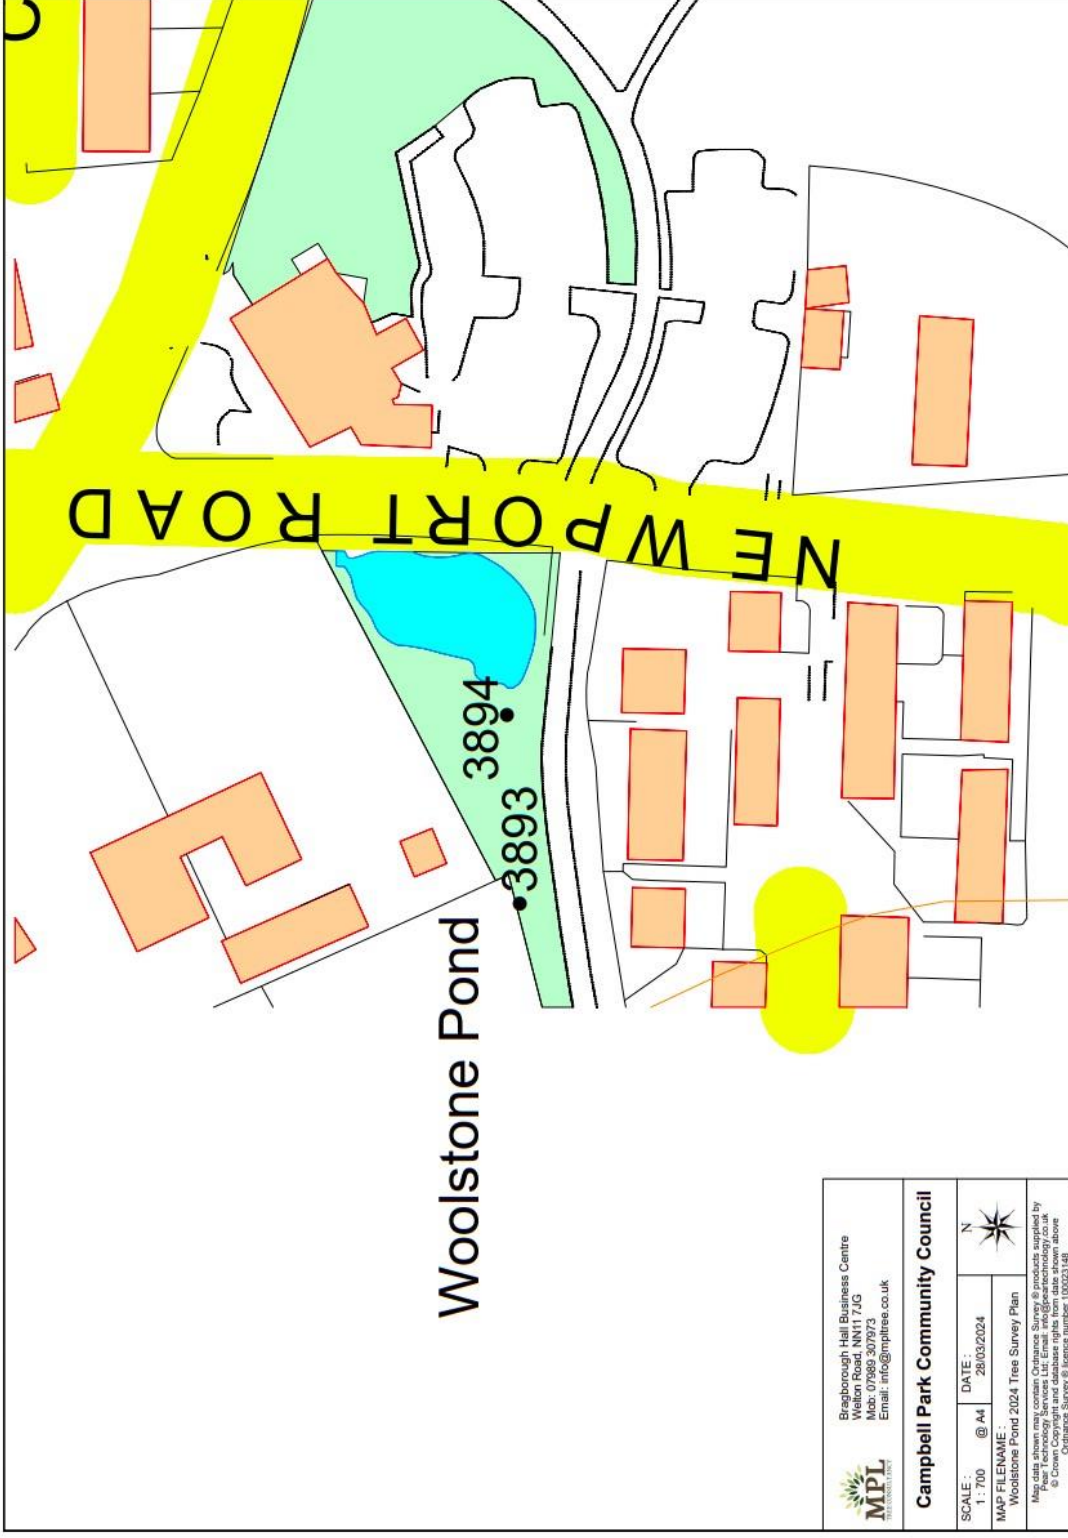 C
NEWPORT ROAD
3894
3893
Woolstone Pond
MPL
Bragborough Hall Business Centre
Welton Road, NN11 7JG
Mob: 07989 307973
Email: info@mpltree.co.uk
Campbell Park Community Council
SCALE :
1 : 700 @ A4
DATE :
28/03/2024
N
MAP FILENAME :
Woolstone Pond 2024 Tree Survey Plan
Map data shown may contain Ordnance Survey ® products supplied by
Pear Technology Services Ltd; Email: info@peartechnology.co.uk
© Crown Copyright and database rights from date shown above
Ordnance Survey ® licence number 100023148